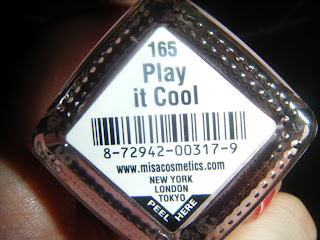 165
Play
it Cool
8-72942-00317-9
www.misacosmetics.com
NEW YORK
LONDON
TOKYO
PEEL HERE